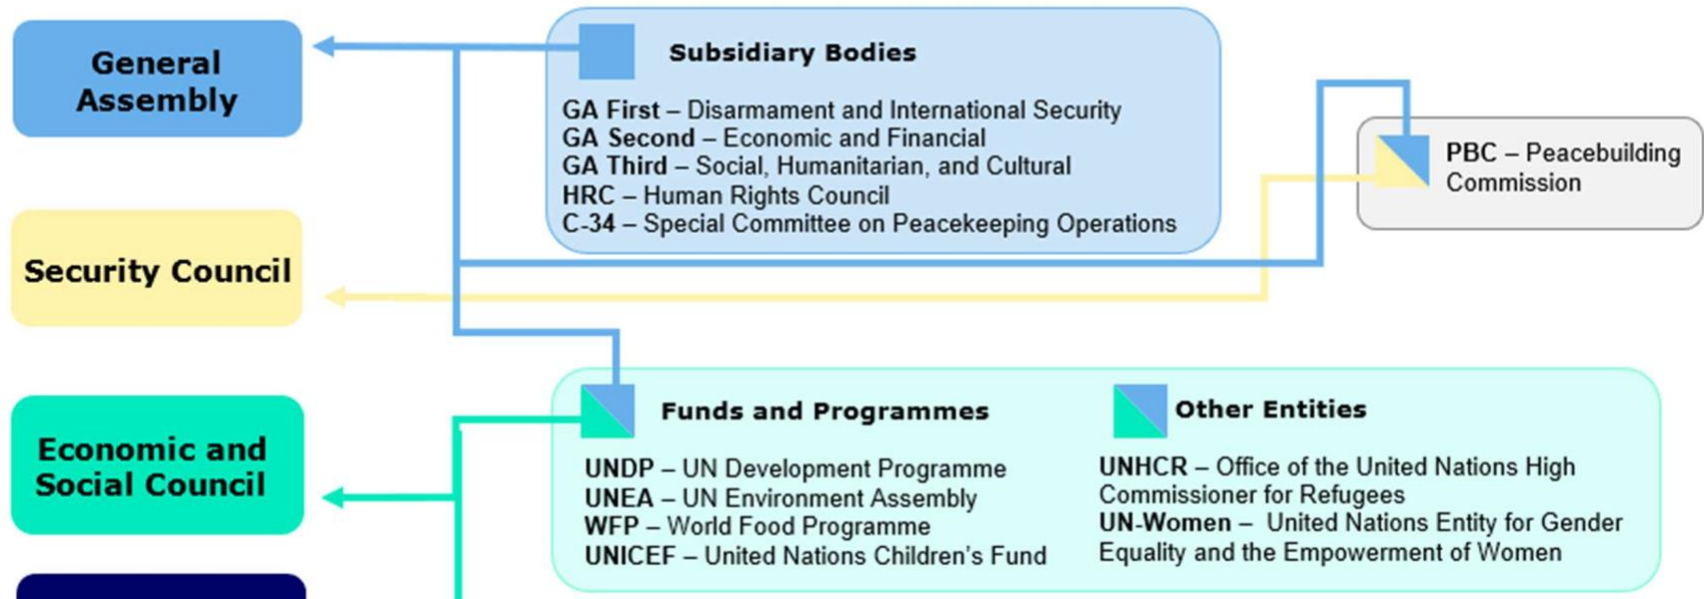 General
Assembly
Subsidiary Bodies
GA First – Disarmament and International Security
GA Second – Economic and Financial
GA Third – Social, Humanitarian, and Cultural
HRC – Human Rights Council
C-34 – Special Committee on Peacekeeping Operations
PBC – Peacebuilding
Commission
Security Council
Economic and
Social Council
Funds and Programmes
UNDP – UN Development Programme
UNEA – UN Environment Assembly
WFP – World Food Programme
UNICEF – United Nations Children’s Fund
Other Entities
UNHCR – Office of the United Nations High
Commissioner for Refugees
UN-Women – United Nations Entity for Gender
Equality and the Empowerment of Women